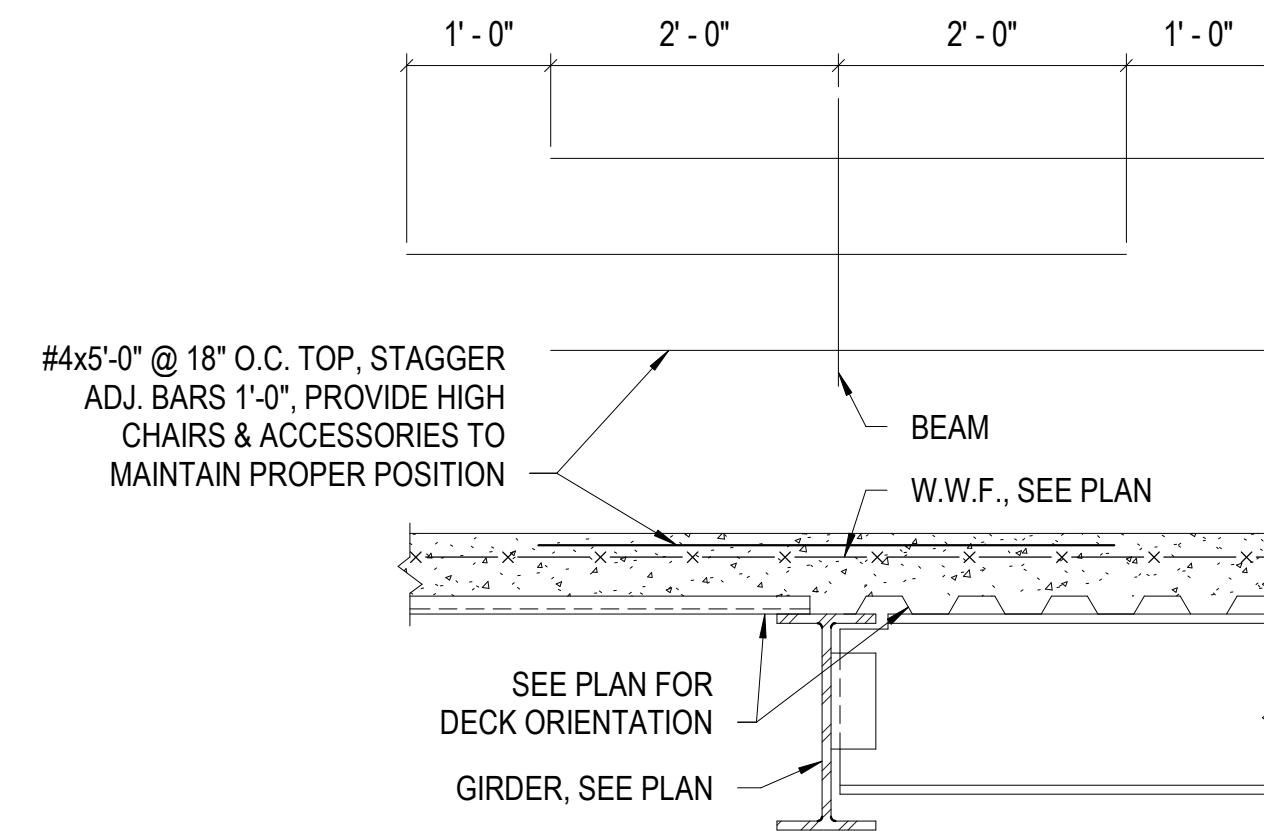 1' - 0" 2' - 0" 2' - 0" 1' - 0"
#4x5'-0" @ 18" O.C. TOP, STAGGER
ADJ. BARS 1'-0", PROVIDE HIGH
CHAIRS & ACCESSORIES TO
MAINTAIN PROPER POSITION
BEAM
W.W.F., SEE PLAN
SEE PLAN FOR
DECK ORIENTATION
GIRDER, SEE PLAN